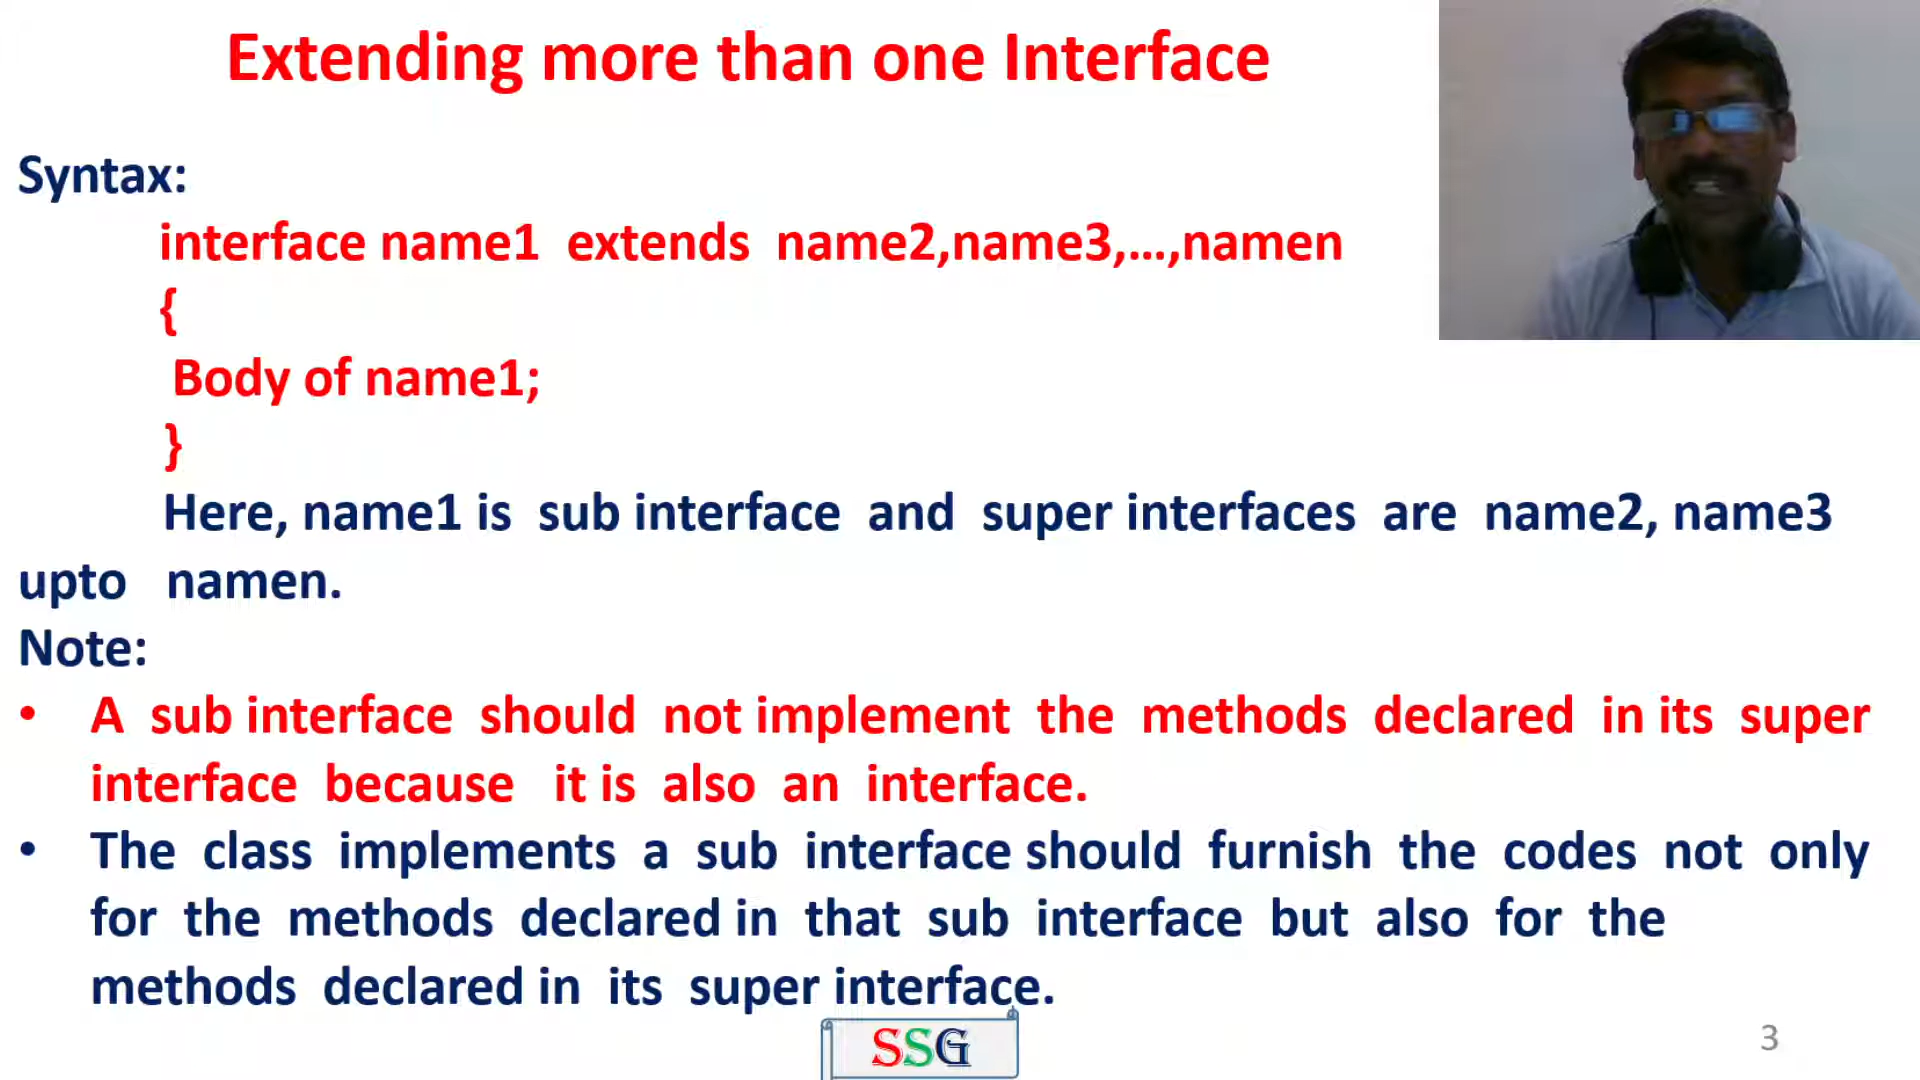 Extending more than one Interface
Syntax:
interface name1 extends name2,name3,...,namen
{
Body of name1;
}
Here, name1 is sub interface and super interfaces are name2, name3
upto namen.
Note:
• A sub interface should not implement the methods declared in its super
interface because it is also an interface.
• The class implements a sub interface should furnish the codes not only
for the methods declared in that sub interface but also for the
methods declared in its super interface.
SSG
3